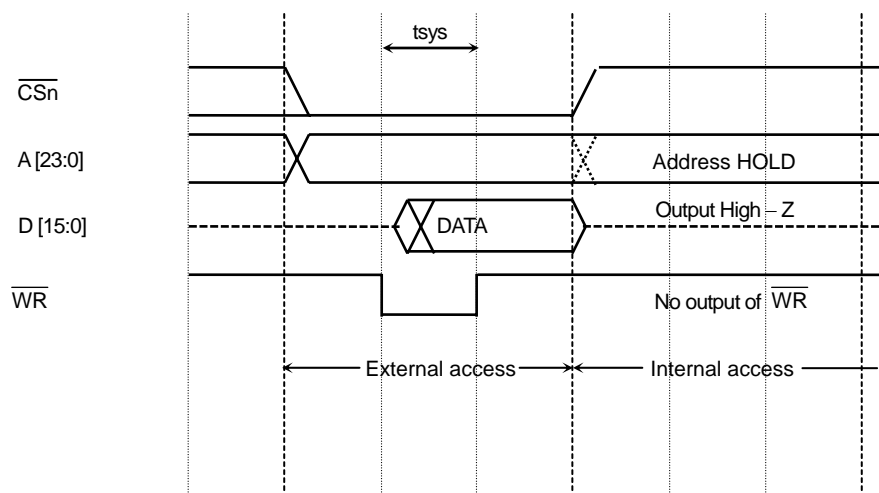 tsys
CSn
A [23:0]
Address HOLD
D [15:0]
DATA
Output High – Z
WR
No output of WR
External access
Internal access